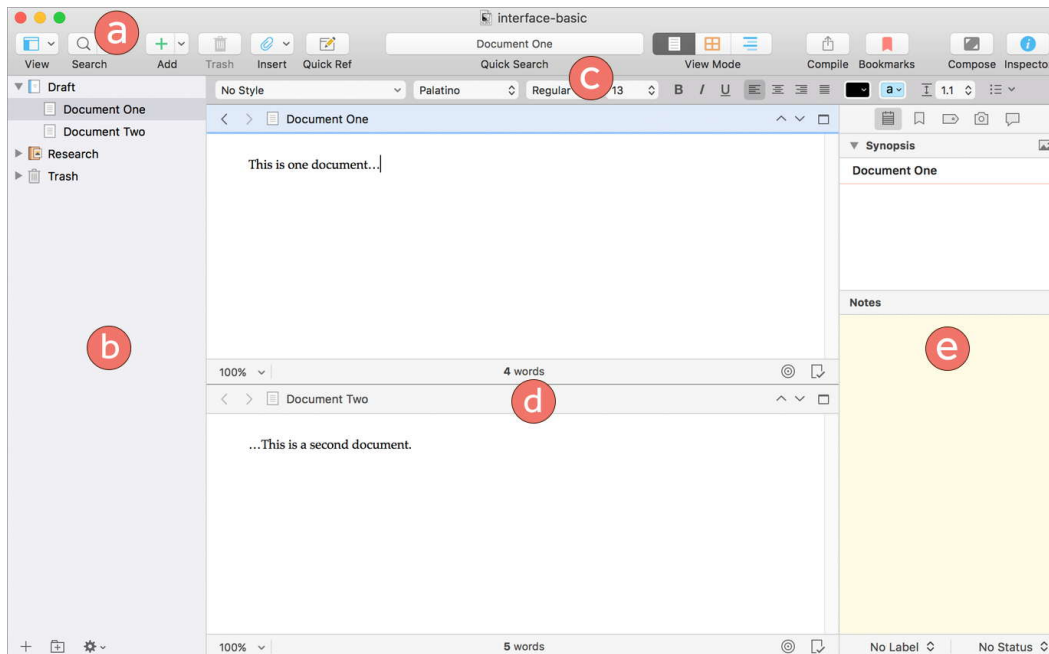 interface-basic
a
Document One
View Search Add Trash Insert Quick Ref Quick Search View Mode Compile Bookmarks Compose Inspecto
c
Draft
No Style Palatino Regular 13 B I U a 1.1
Document One
Document One
Document Two
Synopsis
Research
This is one document…
Document One
Trash
Notes
b
e
100% 4 words
d
Document Two
…This is a second document.
100% 5 words No Label No Status